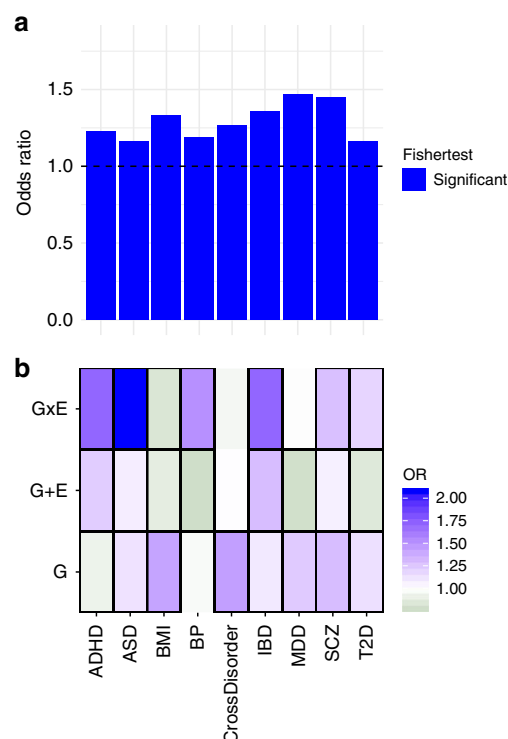 a
Odds ratio
1.5
1.0
0.5
0.0
Fishertest
Significant
b
GxE
G+E
G
OR
2.00
1.75
1.50
1.25
1.00
ADHD
ASD
BMI
BP
CrossDisorder
IBD
MDD
SCZ
T2D